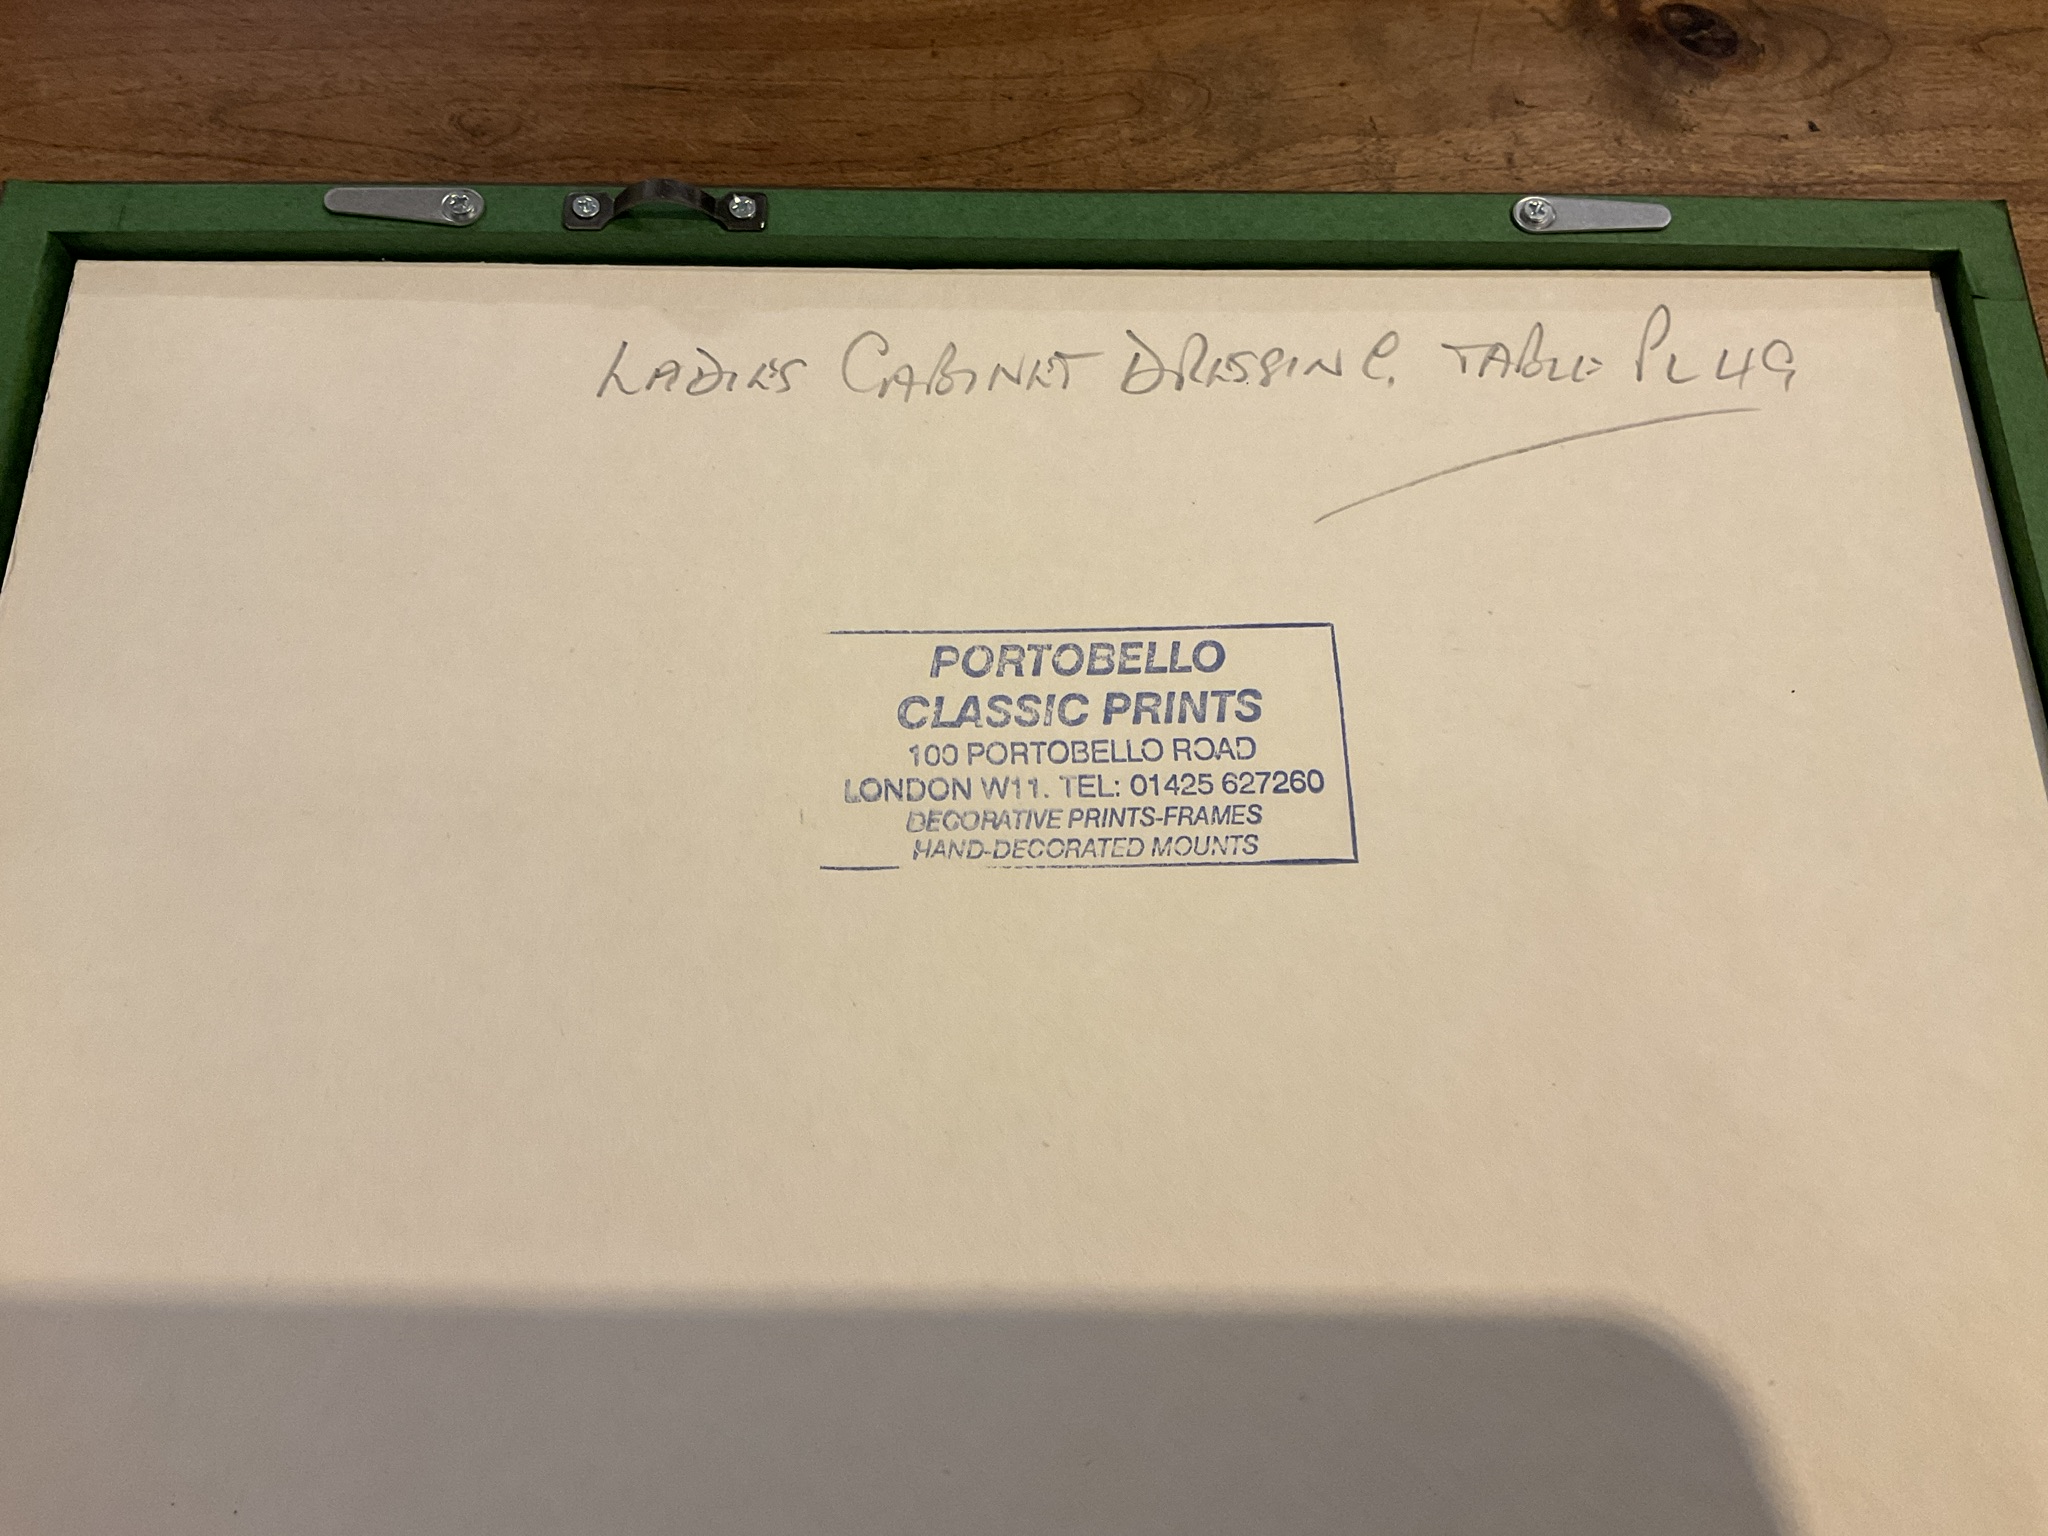 LADIES CABINET DRESSING TABLE PL 49
PORTOBELLO
CLASSIC PRINTS
100 PORTOBELLO ROAD
LONDON W11. TEL: 01425 627260
DECORATIVE PRINTS-FRAMES
HAND-DECORATED MOUNTS